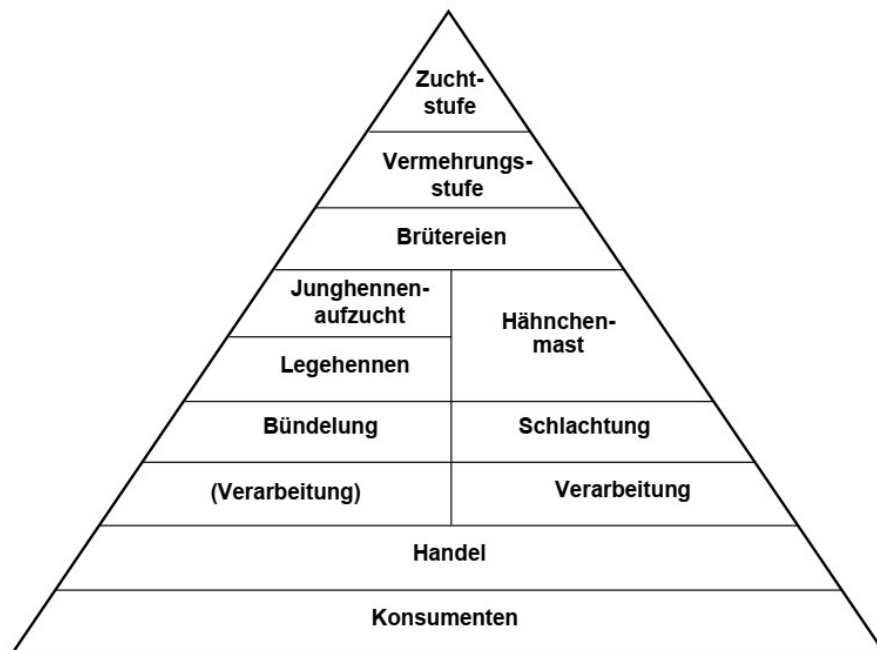 Zucht-
stufe
Vermehrungs-
stufe
Brütereien
Junghennen-
aufzucht
Hähnchen-
mast
Legehennen
Bündelung
Schlachtung
(Verarbeitung)
Verarbeitung
Handel
Konsumenten